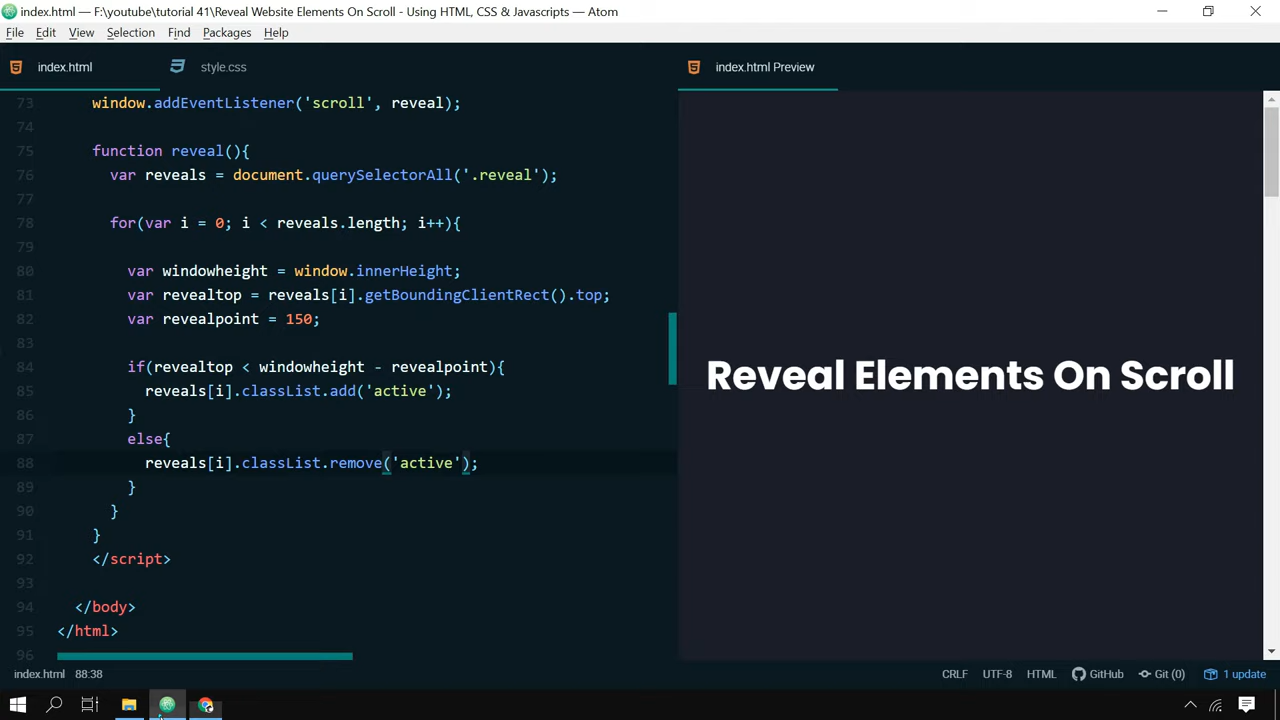 index.html — F:\youtube\tutorial 41\Reveal Website Elements On Scroll - Using HTML, CSS & Javascripts — Atom
File Edit View Selection Find Packages Help
index.html style.css
73 window.addEventListener('scroll', reveal);
74
75 function reveal(){
76 var reveals = document.querySelectorAll('.reveal');
77
78 for(var i = 0; i < reveals.length; i++){
79
80 var windowheight = window.innerHeight;
81 var revealtop = reveals[i].getBoundingClientRect().top;
82 var revealpoint = 150;
83
84 if(revealtop < windowheight - revealpoint){
85 reveals[i].classList.add('active');
86 }
87 else{
88 reveals[i].classList.remove('active');
89 }
90 }
91 }
92 </script>
93
94 </body>
95 </html>
96
index.html Preview
Reveal Elements On Scroll
index.html 88:38 CRLF UTF-8 HTML GitHub Git (0) 1 update